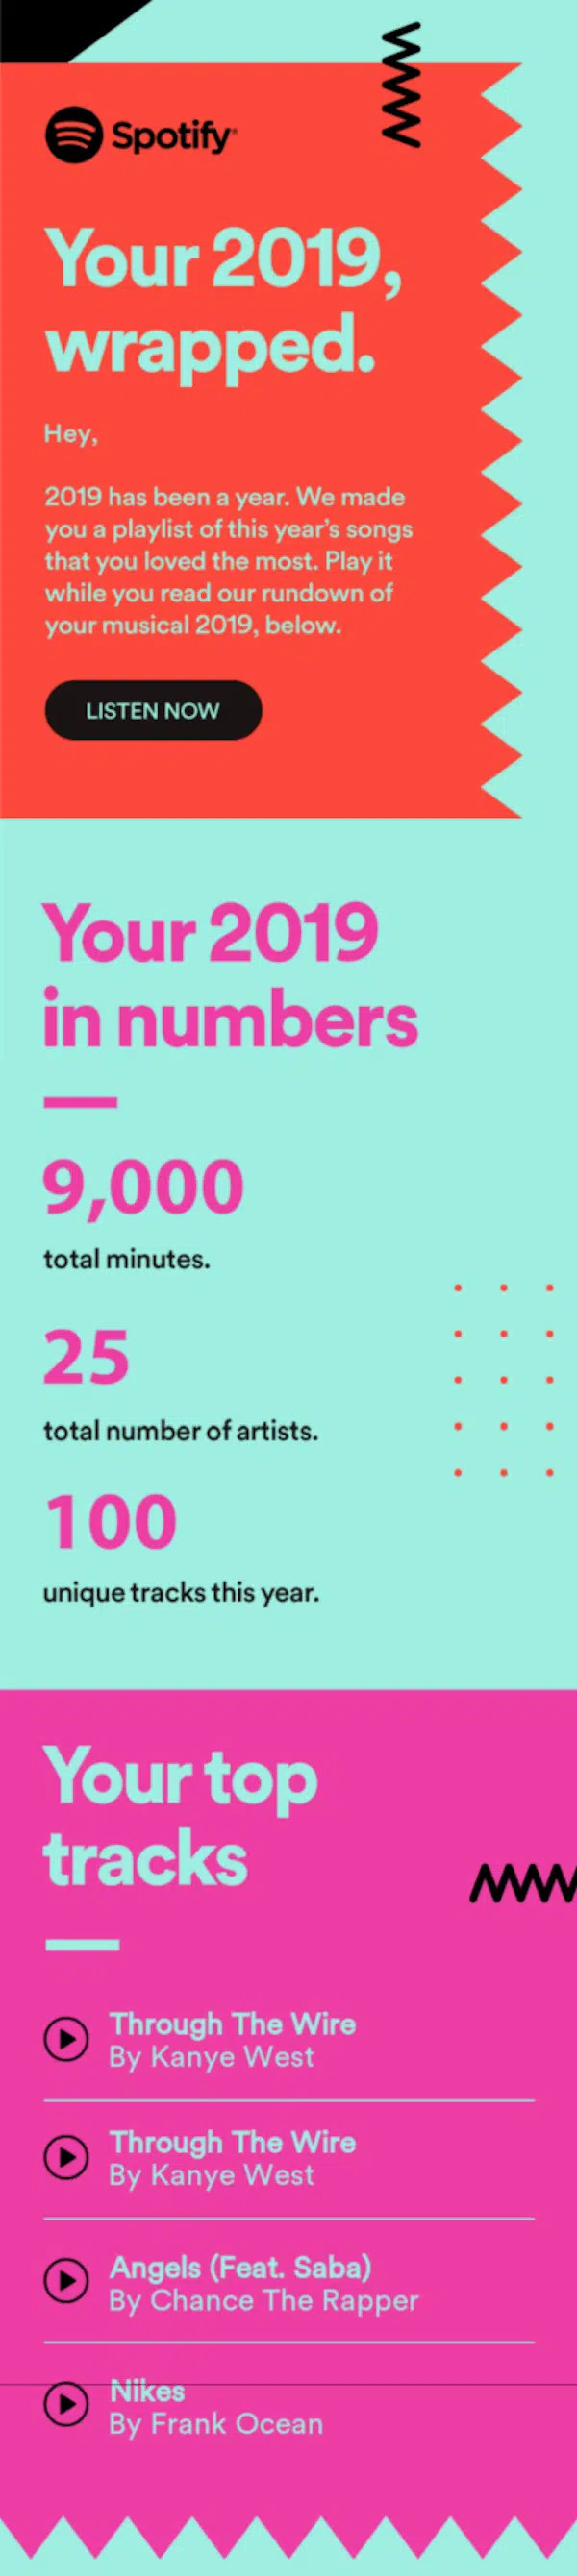 Spotify®
Your 2019,
wrapped.
Hey,
2019 has been a year. We made
you a playlist of this year’s songs
that you loved the most. Play it
while you read our rundown of
your musical 2019, below.
LISTEN NOW
Your 2019
in numbers
9,000
total minutes.
25
total number of artists.
100
unique tracks this year.
Your top
tracks
Through The Wire
By Kanye West
Through The Wire
By Kanye West
Angels (Feat. Saba)
By Chance The Rapper
Nikes
By Frank Ocean